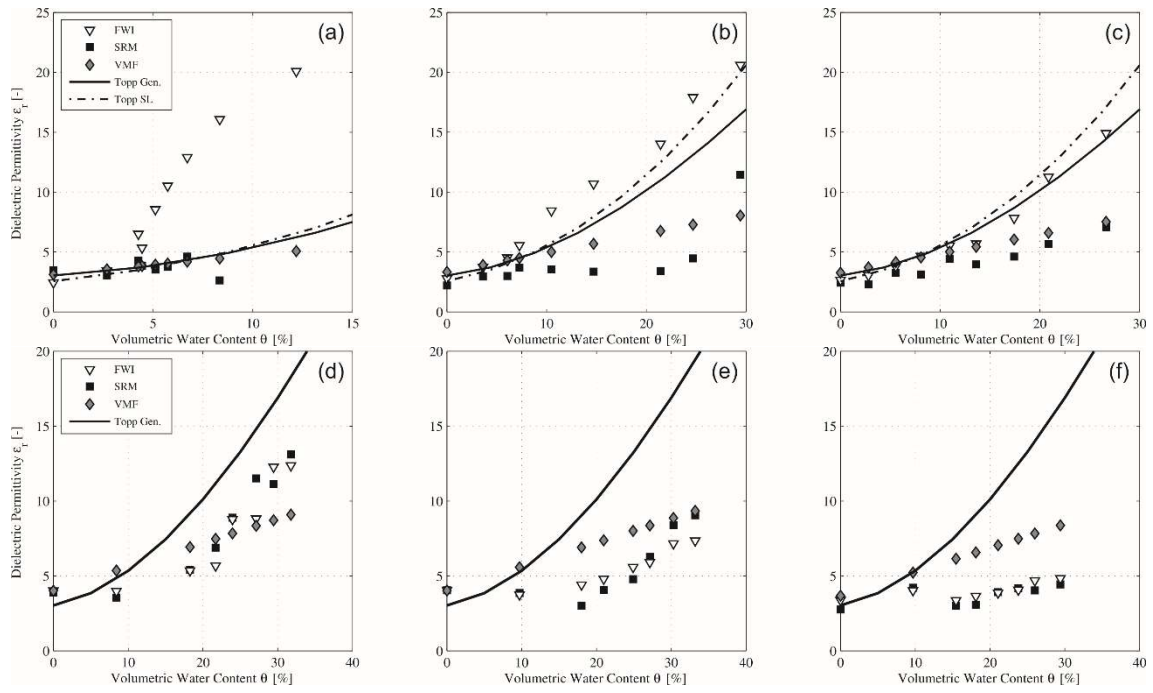 25
20
15
10
5
0
Dielectric Permittivity εr [-]
FWI
SRM
VMF
Topp Gen.
Topp SL
(a)
0 5 10 15
Volumetric Water Content θ [%]
25
20
15
10
5
0
(b)
0 10 20 30
Volumetric Water Content θ [%]
25
20
15
10
5
0
(c)
0 10 20 30
Volumetric Water Content θ [%]
20
15
10
5
0
Dielectric Permittivity εr [-]
FWI
SRM
VMF
Topp Gen.
(d)
0 10 20 30 40
Volumetric Water Content θ [%]
20
15
10
5
0
(e)
0 10 20 30 40
Volumetric Water Content θ [%]
20
15
10
5
0
(f)
0 10 20 30 40
Volumetric Water Content θ [%]